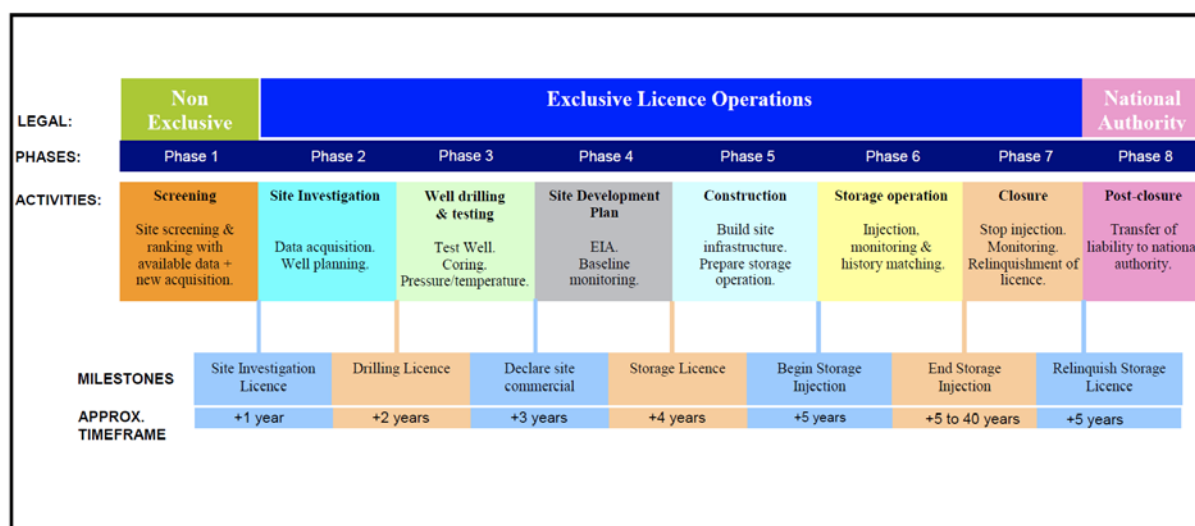 LEGAL:
Non
Exclusive
Exclusive Licence Operations
National
Authority
PHASES:
Phase 1
Phase 2
Phase 3
Phase 4
Phase 5
Phase 6
Phase 7
Phase 8
ACTIVITIES:
Screening
Site screening &
ranking with
available data +
new acquisition.
Site Investigation
Data acquisition.
Well planning.
Well drilling
& testing
Test Well.
Coring.
Pressure/temperature.
Site Development
Plan
EIA.
Baseline
monitoring.
Construction
Build site
infrastructure.
Prepare storage
operation.
Storage operation
Injection,
monitoring &
history matching.
Closure
Stop injection.
Monitoring.
Relinquishment of
licence.
Post-closure
Transfer of
liability to national
authority.
MILESTONES
Site Investigation
Licence
Drilling Licence
Declare site
commercial
Storage Licence
Begin Storage
Injection
End Storage
Injection
Relinquish Storage
Licence
APPROX.
TIMEFRAME
+1 year
+2 years
+3 years
+4 years
+5 years
+5 to 40 years
+5 years